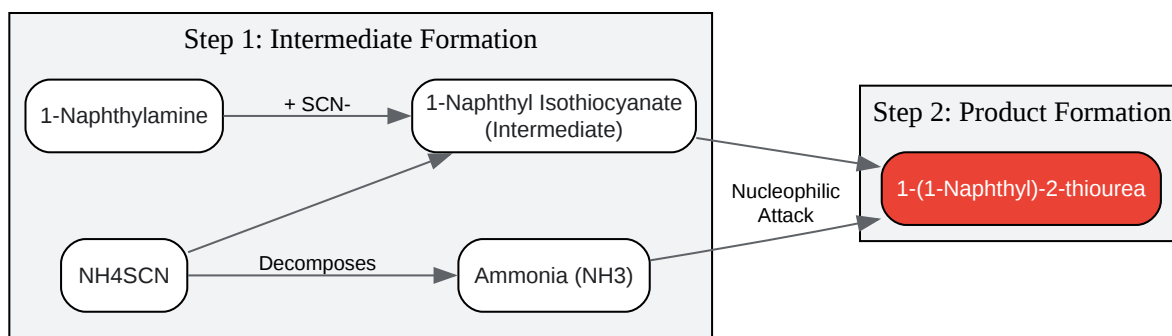 Step 1: Intermediate Formation
1-Naphthylamine
+ SCN-
1-Naphthyl Isothiocyanate
(Intermediate)
NH4SCN
Decomposes
Ammonia (NH3)
Nucleophilic
Attack
Step 2: Product Formation
1-(1-Naphthyl)-2-thiourea